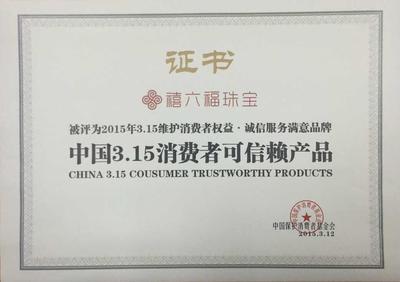 证书
禧六福珠宝
被评为2015年3.15维护消费者权益·诚信服务满意品牌
中国3.15消费者可信赖产品
CHINA 3.15 COUSUMER TRUSTWORTHY PRODUCTS
中国保护消费者基金会
2015.3.12